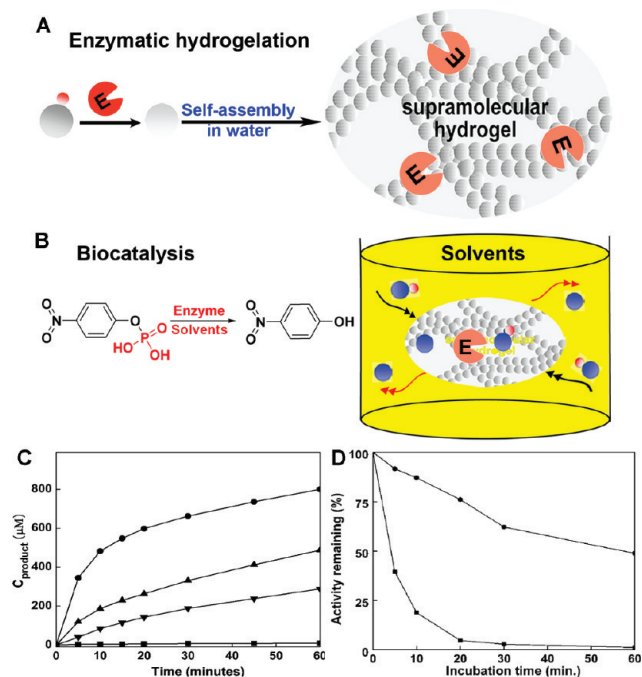 A
Enzymatic hydrogelation
E
Self-assembly
in water
supramolecular
hydrogel
E
E
E
B
Biocatalysis
Solvents
O
N
O
O
P
O
HO
OH
Enzyme
Solvents
O
N
O
OH
E
C
C product (μM)
800
600
400
200
0
0 10 20 30 40 50 60
Time (minutes)
D
Activity remaining (%)
100
75
50
25
0
0 10 20 30 40 50 60
Incubation time (min.)